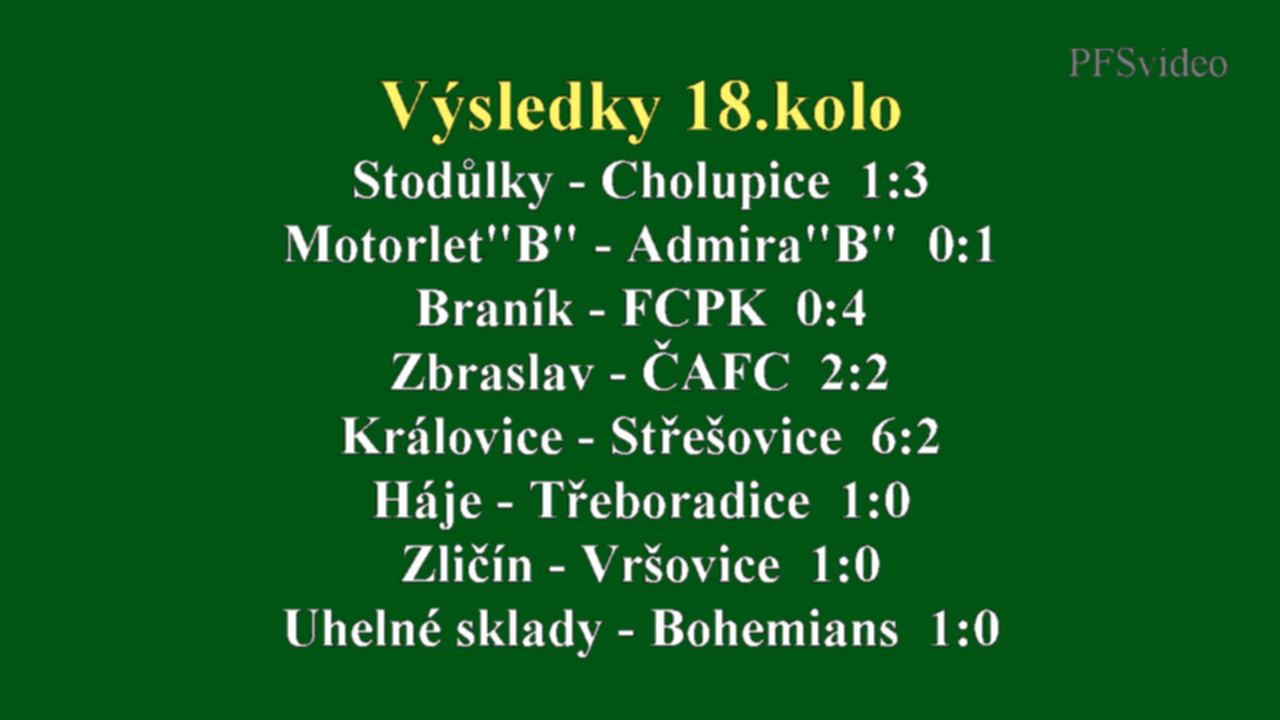 PFSvideo
Výsledky 18.kolo
Stodůlky - Cholupice 1:3
Motorlet"B" - Admira"B" 0:1
Braník - FCPK 0:4
Zbraslav - ČAFC 2:2
Královice - Střešovice 6:2
Háje - Třeboradice 1:0
Zličín - Vršovice 1:0
Uhelné sklady - Bohemians 1:0